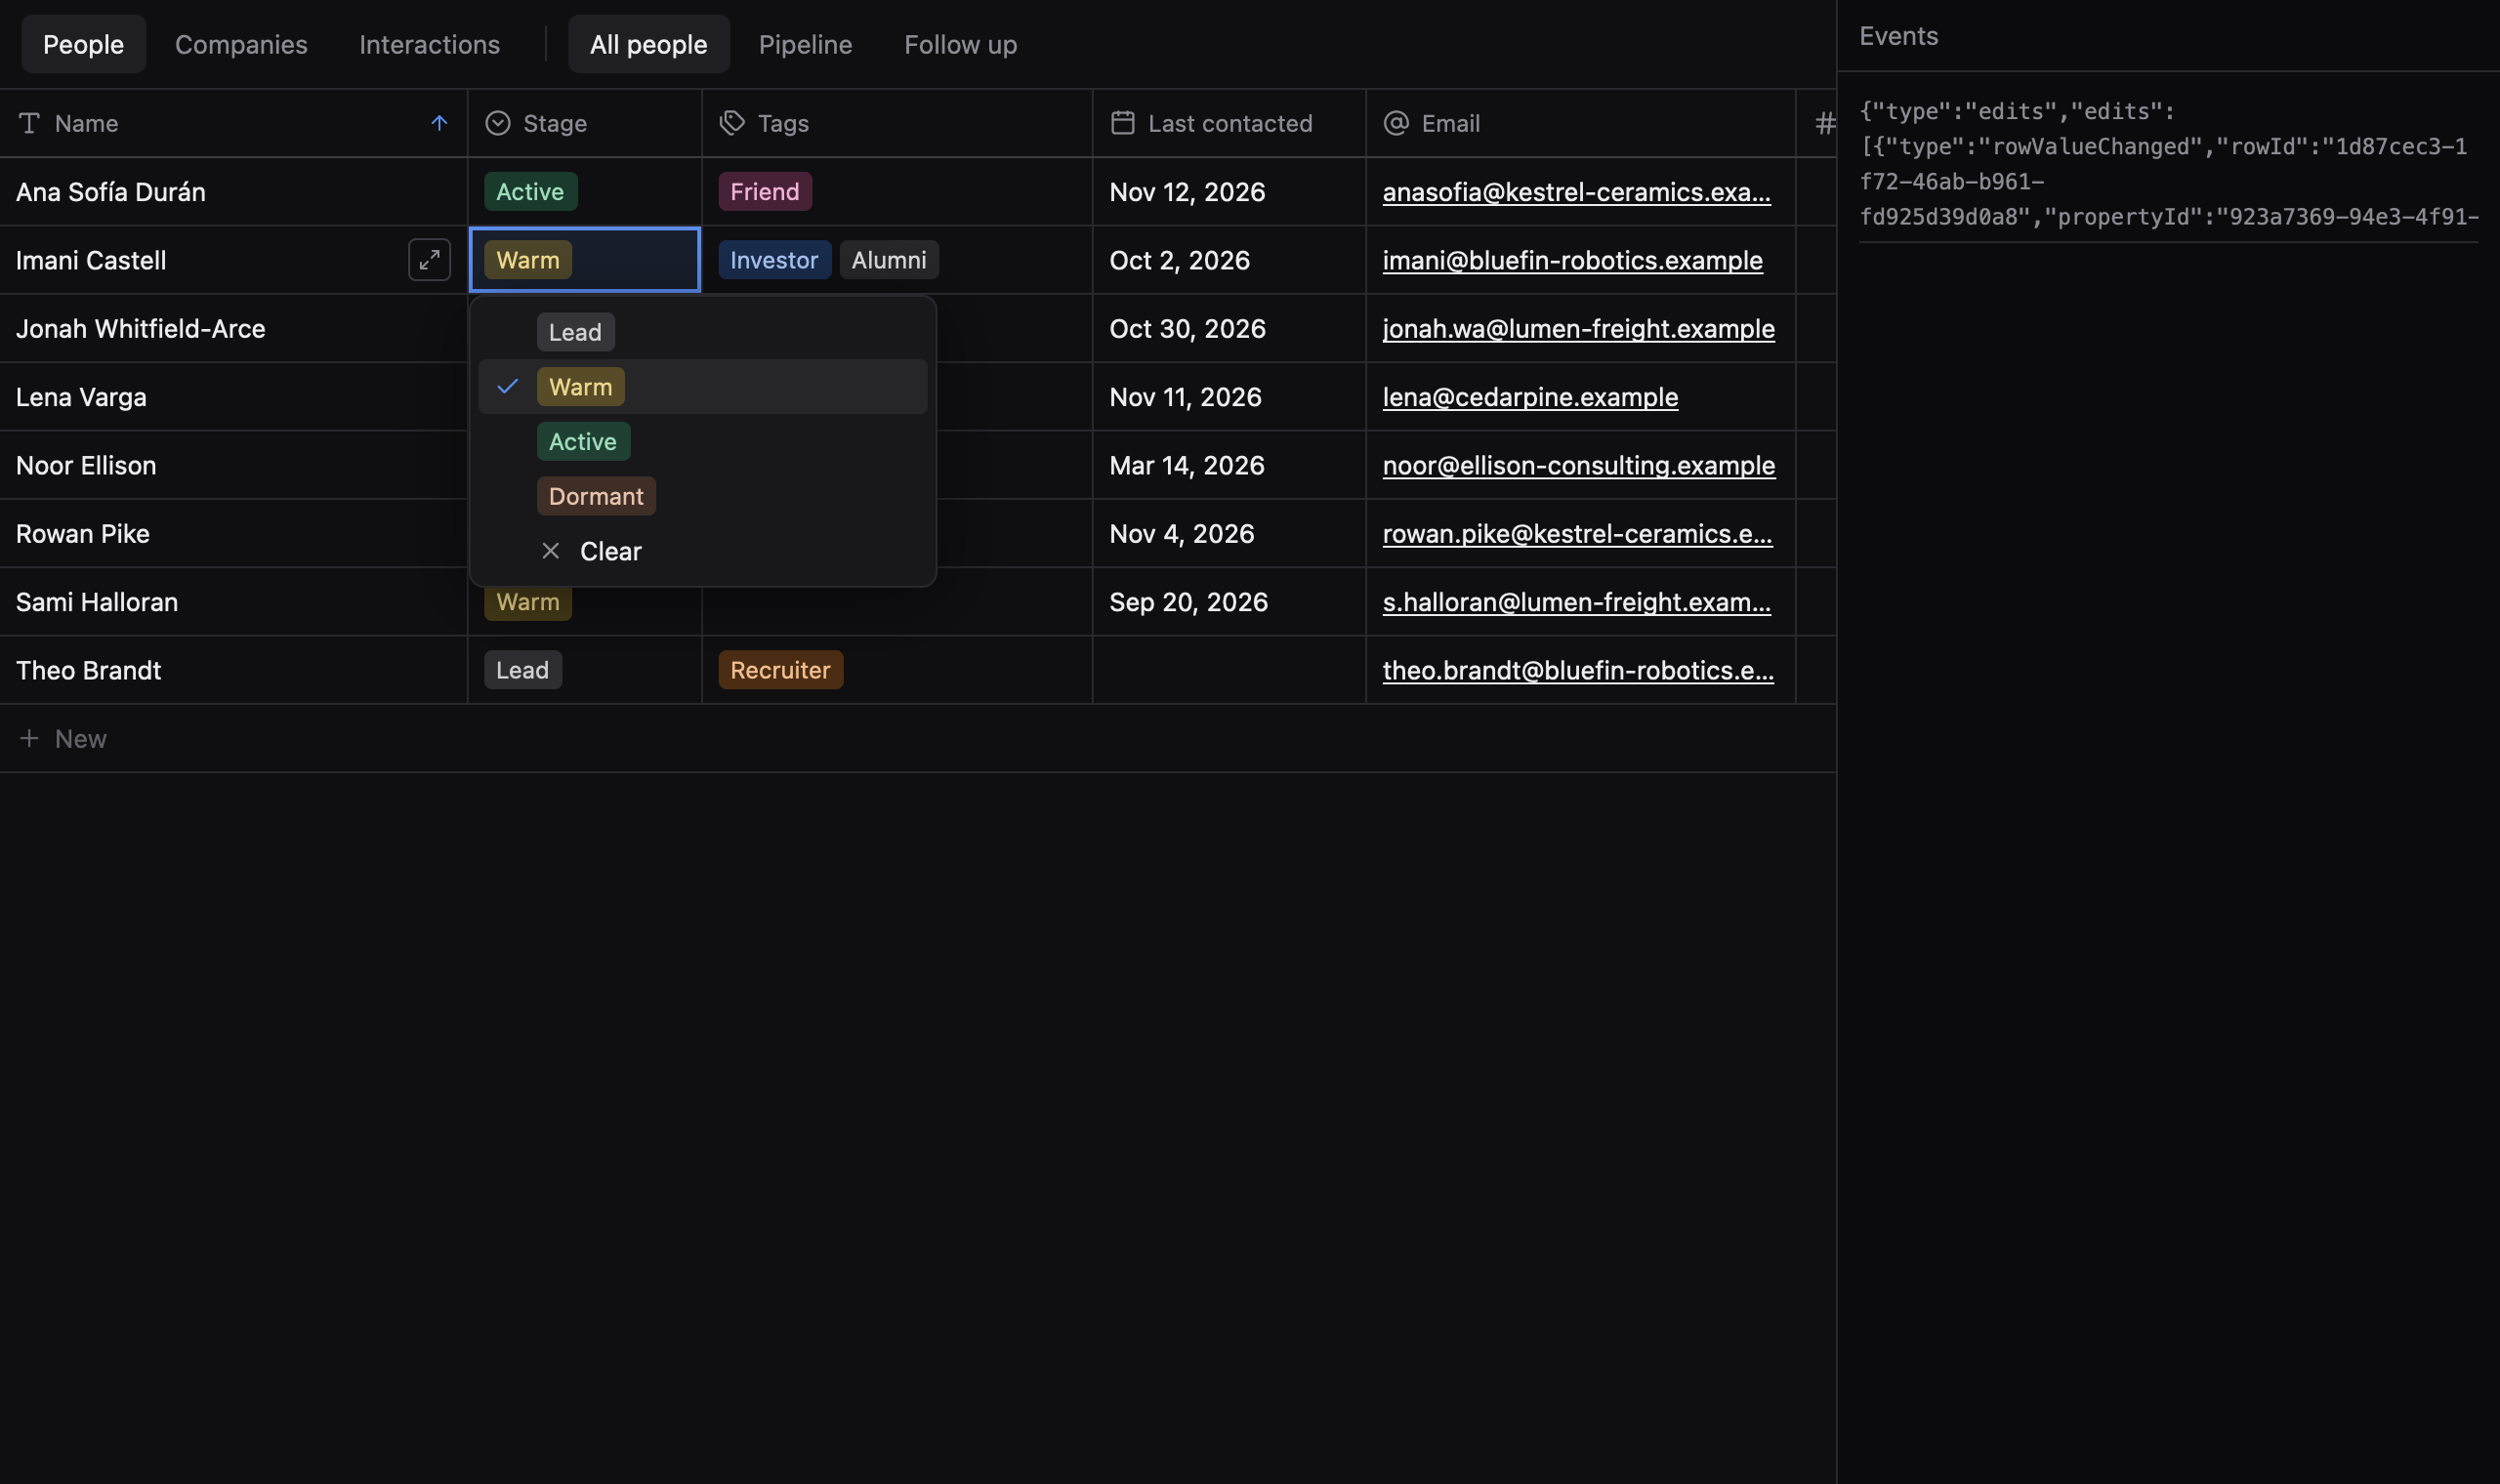 People Companies Interactions All people Pipeline Follow up
Events
Name Stage Tags Last contacted Email #
{"type":"edits","edits":
[{"type":"rowValueChanged","rowId":"1d87cec3-1
f72-46ab-b961-
fd925d39d0a8","propertyId":"923a7369-94e3-4f91-
Ana Sofía Durán Active Friend Nov 12, 2026 anasofia@kestrel-ceramics.exa...
Imani Castell Warm Investor Alumni Oct 2, 2026 imani@bluefin-robotics.example
Jonah Whitfield-Arce Oct 30, 2026 jonah.wa@lumen-freight.example
Lena Varga Nov 11, 2026 lena@cedarpine.example
Noor Ellison Mar 14, 2026 noor@ellison-consulting.example
Rowan Pike Nov 4, 2026 rowan.pike@kestrel-ceramics.e...
Lead
Warm
Active
Dormant
Clear
Sami Halloran Warm Sep 20, 2026 s.halloran@lumen-freight.exam...
Theo Brandt Lead Recruiter theo.brandt@bluefin-robotics.e...
New